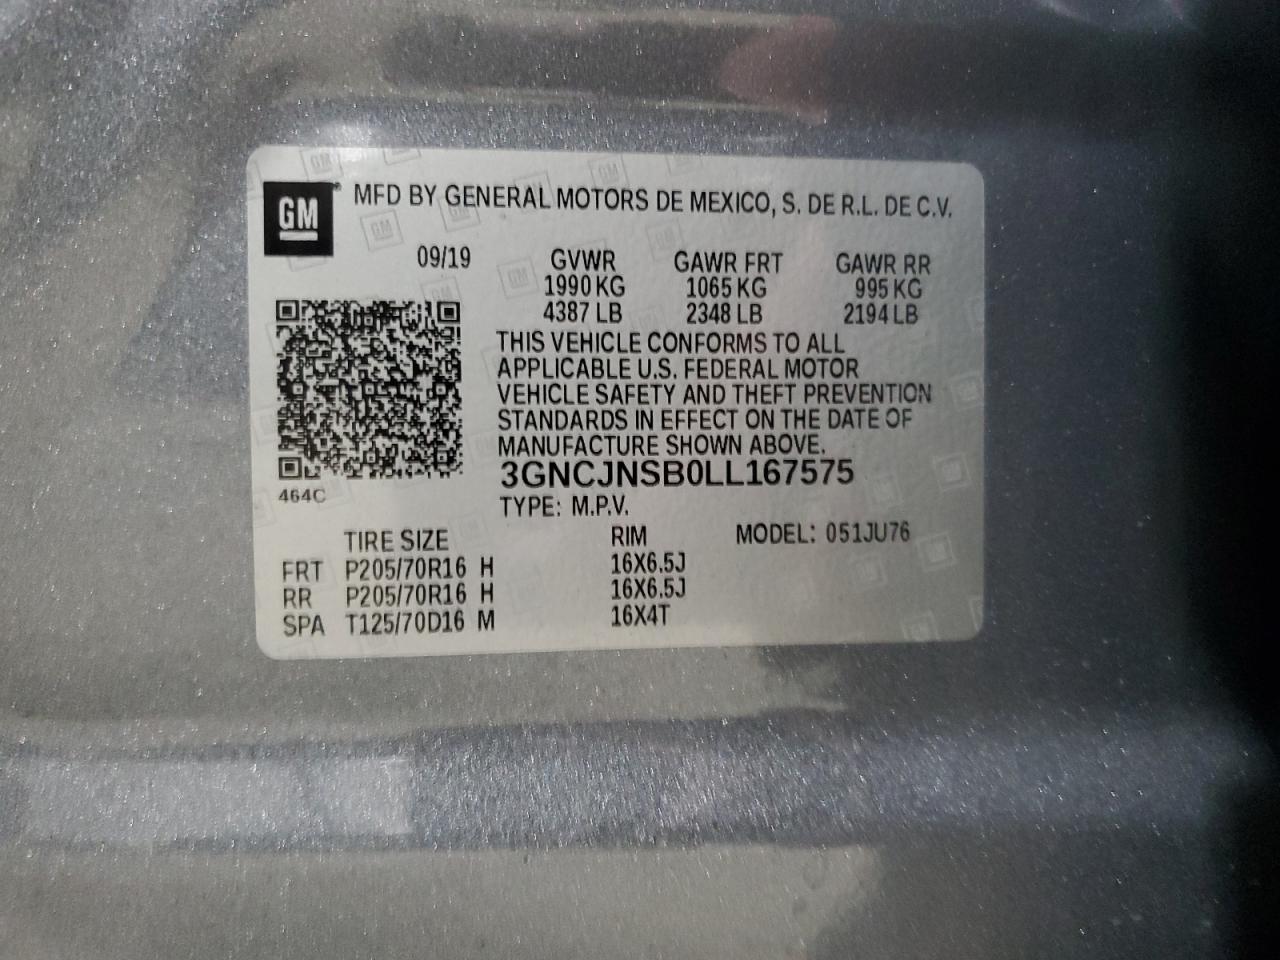 GM MFD BY GENERAL MOTORS DE MEXICO, S. DE R.L. DE C.V.
09/19 GVWR GAWR FRT GAWR RR
1990 KG 1065 KG 995 KG
4387 LB 2348 LB 2194 LB
THIS VEHICLE CONFORMS TO ALL
APPLICABLE U.S. FEDERAL MOTOR
VEHICLE SAFETY AND THEFT PREVENTION
STANDARDS IN EFFECT ON THE DATE OF
MANUFACTURE SHOWN ABOVE.
3GNCJNSB0LL167575
464C
TYPE: M.P.V.
TIRE SIZE RIM MODEL: 051JU76
FRT P205/70R16 H 16X6.5J
RR P205/70R16 H 16X6.5J
SPA T125/70D16 M 16X4T